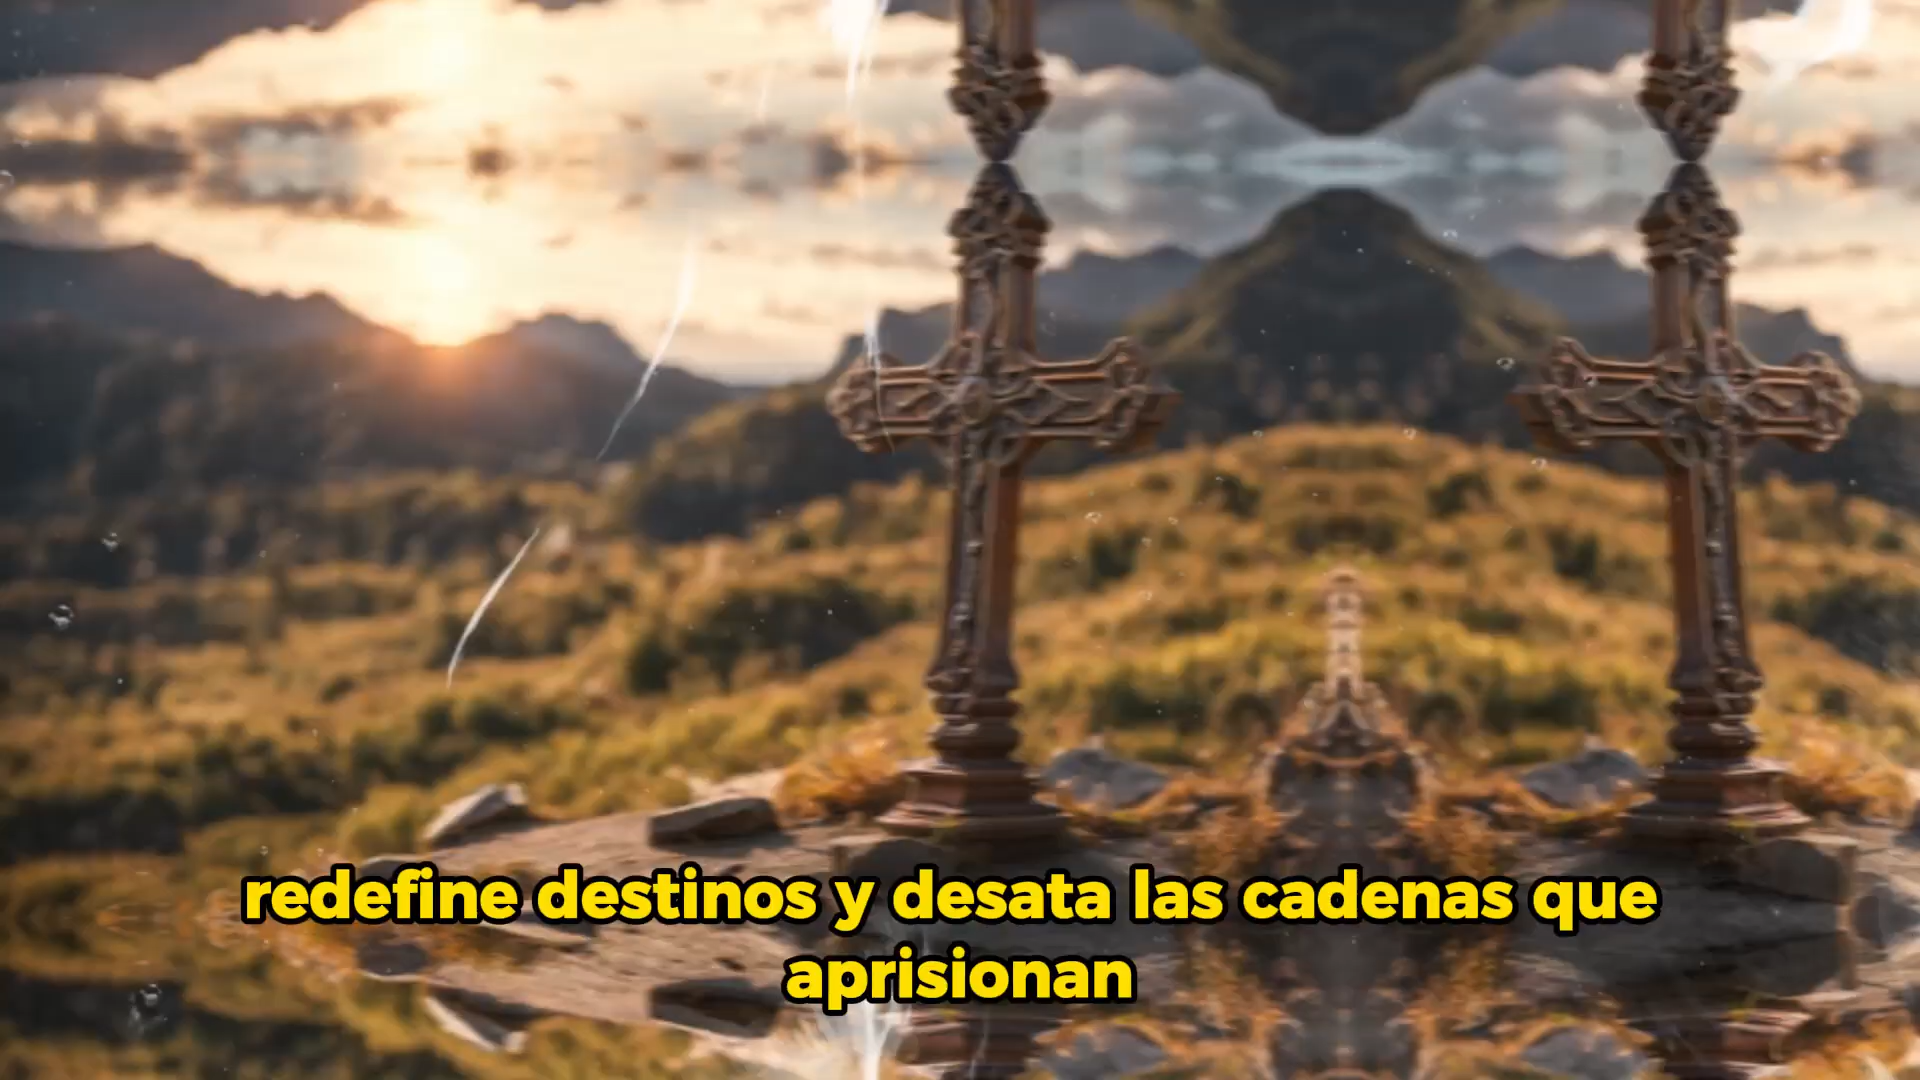 redefine destinos y desata las cadenas que
aprisionan